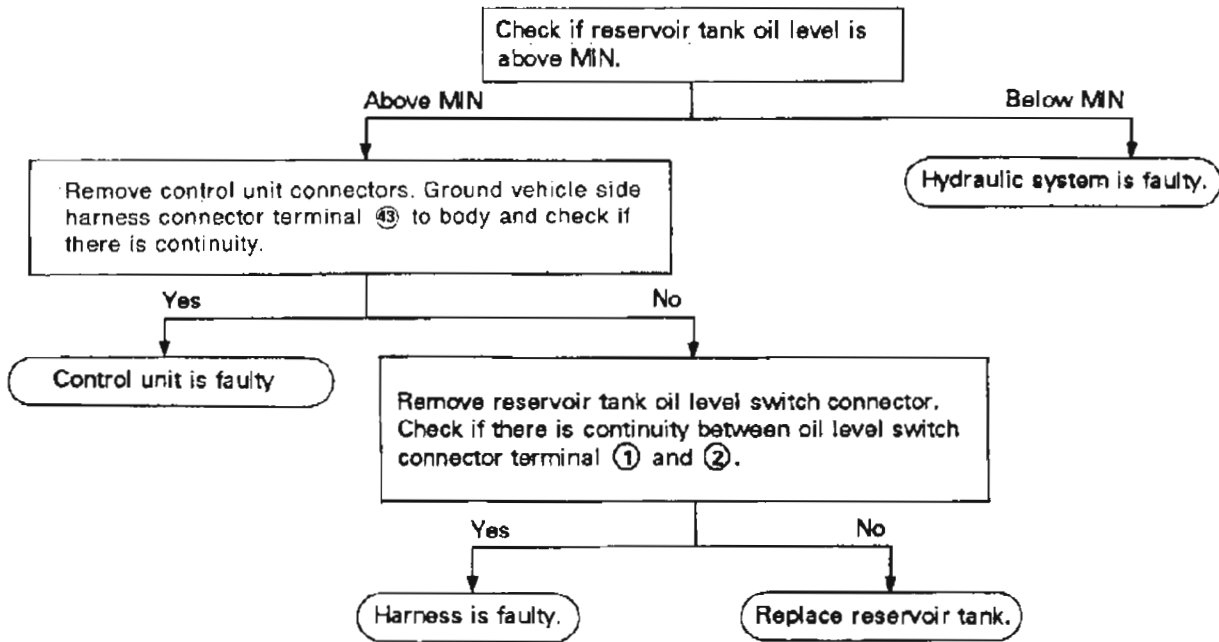 Check if reservoir tank oil level is
above MIN.
Above MIN
Below MIN
Remove control unit connectors. Ground vehicle side
harness connector terminal ㊸ to body and check if
there is continuity.
Hydraulic system is faulty.
Yes
No
Control unit is faulty
Remove reservoir tank oil level switch connector.
Check if there is continuity between oil level switch
connector terminal ① and ②.
Yes
No
Harness is faulty.
Replace reservoir tank.